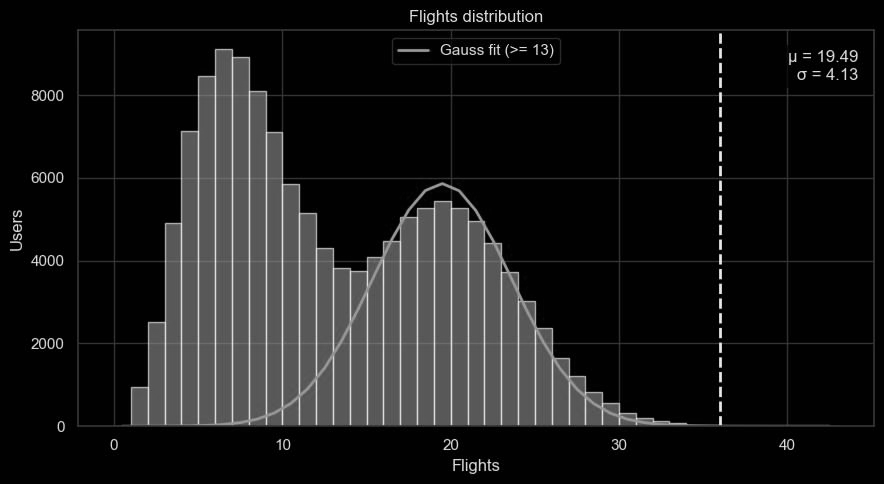 Flights distribution
Gauss fit (>= 13)
μ = 19.49
σ = 4.13
8000
6000
4000
2000
0
Users
0 10 20 30 40
Flights